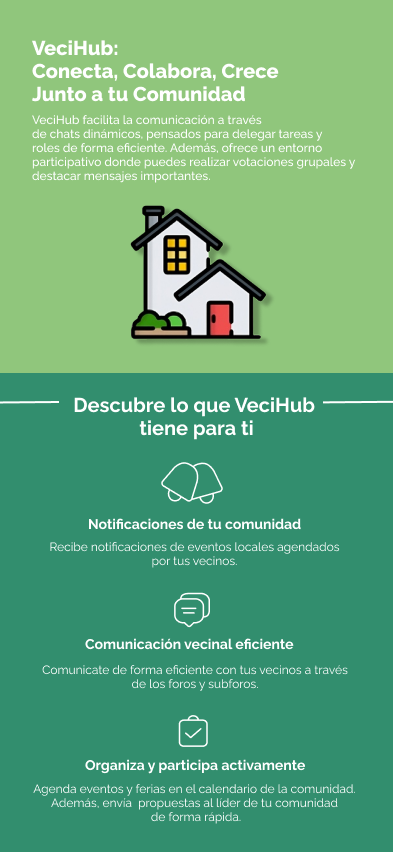 VeciHub:
Conecta, Colabora, Crece
Junto a tu Comunidad
VeciHub facilita la comunicación a través
de chats dinámicos, pensados para delegar tareas y
roles de forma eficiente. Además, ofrece un entorno
participativo donde puedes realizar votaciones grupales y
destacar mensajes importantes.
Descubre lo que VeciHub
tiene para ti
Notificaciones de tu comunidad
Recibe notificaciones de eventos locales agendados
por tus vecinos.
Comunicación vecinal eficiente
Comunicate de forma eficiente con tus vecinos a través
de los foros y subforos.
Organiza y participa activamente
Agenda eventos y ferias en el calendario de la comunidad.
Además, envía  propuestas al líder de tu comunidad
de forma rápida.